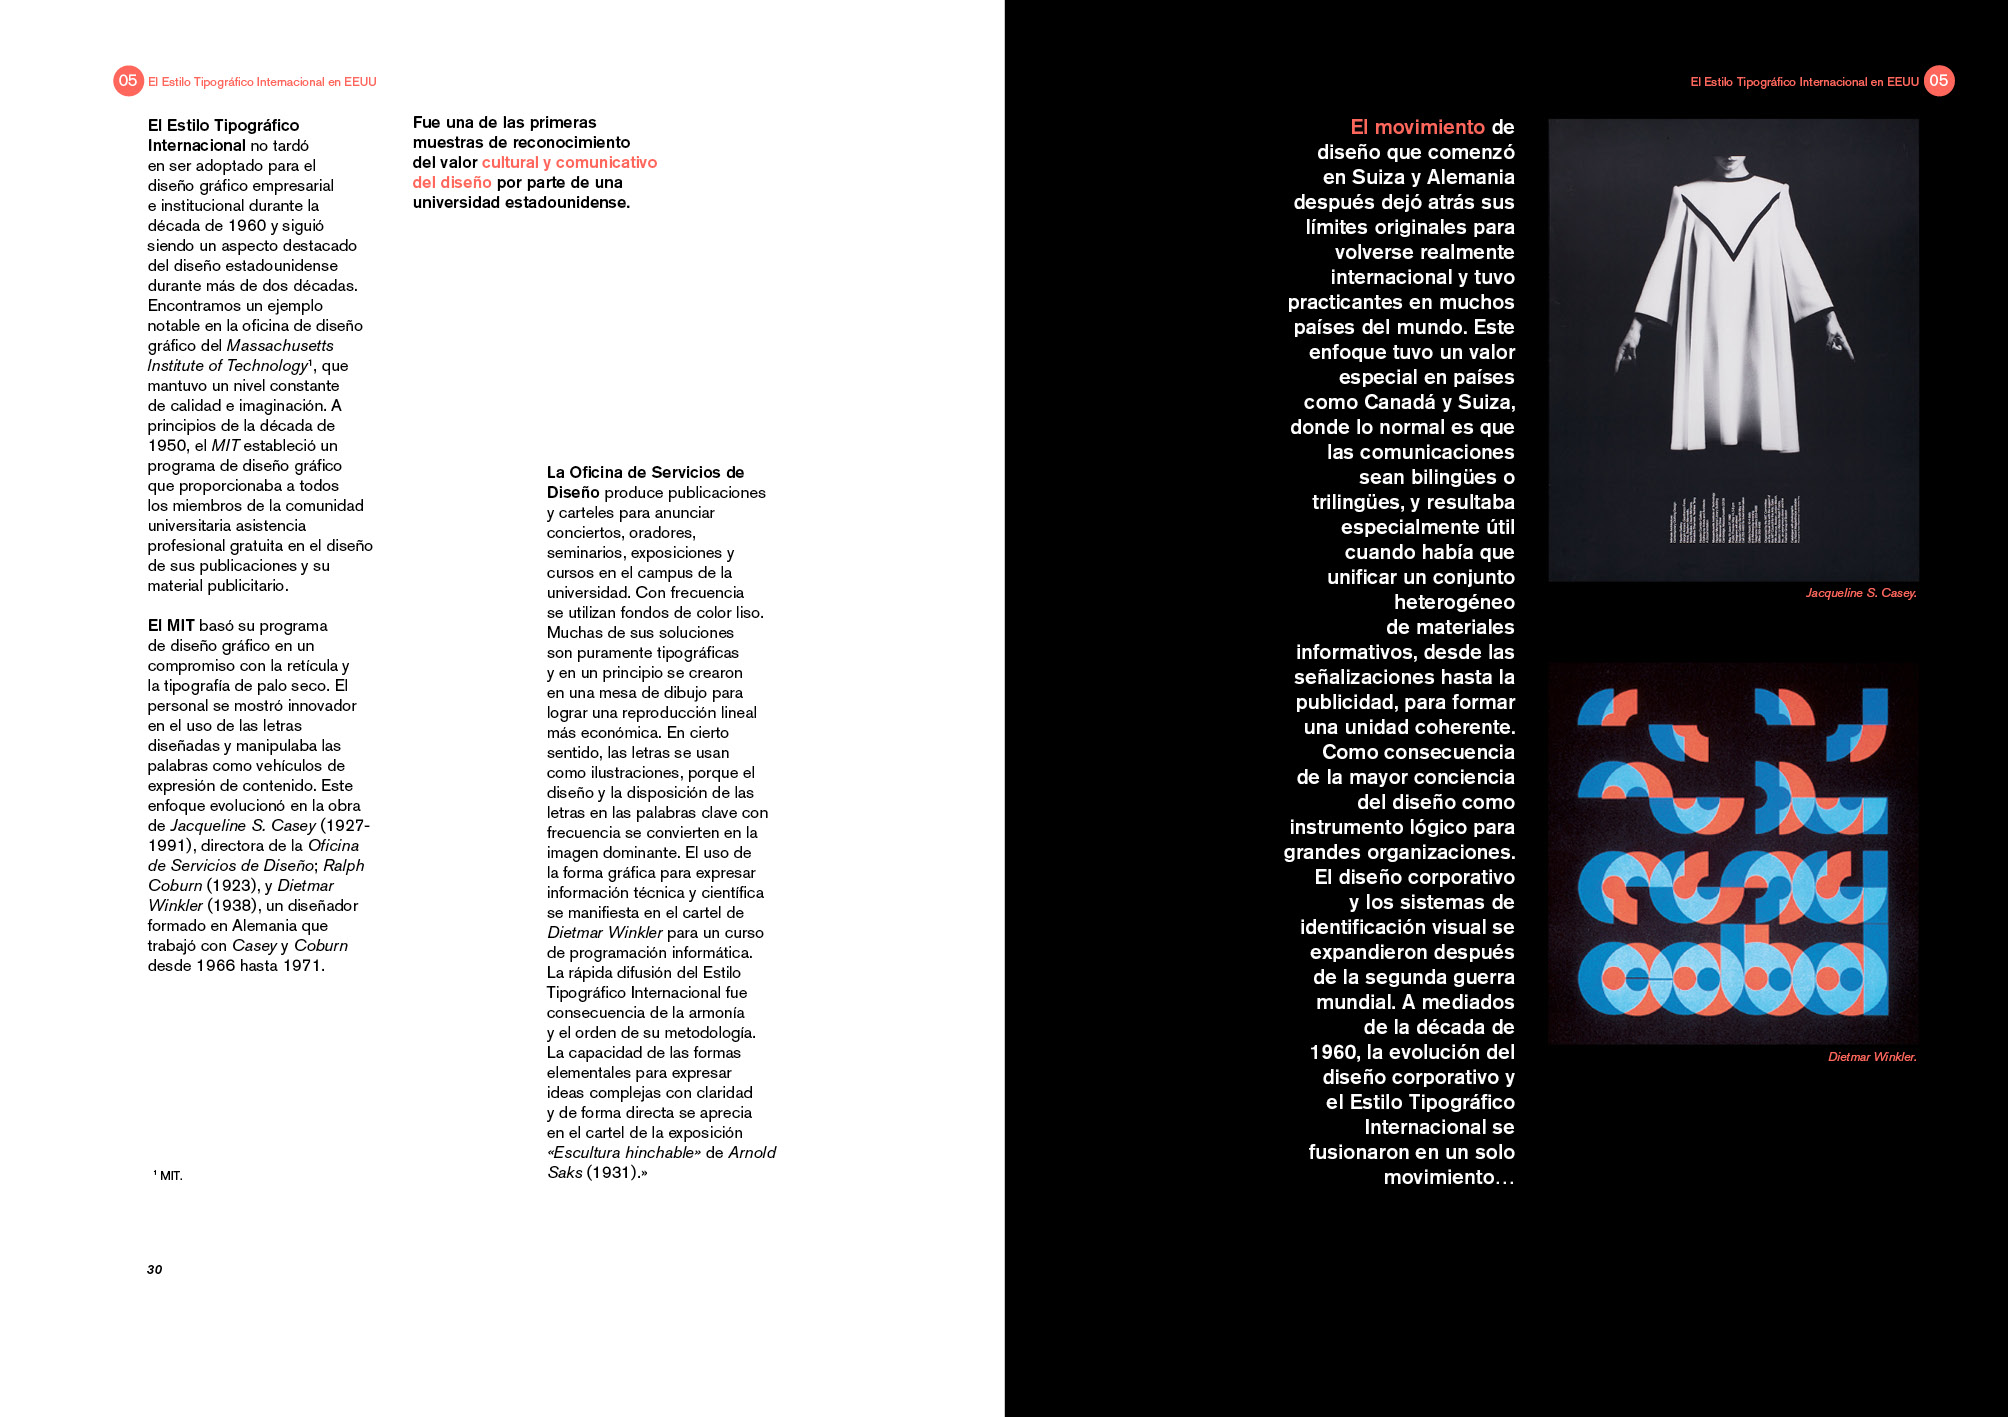 05 El Estilo Tipográfico Internacional en EEUU
El Estilo Tipográfico
Internacional no tardó
en ser adoptado para el
diseño gráfico empresarial
e institucional durante la
década de 1960 y siguió
siendo un aspecto destacado
del diseño estadounidense
durante más de dos décadas.
Encontramos un ejemplo
notable en la oficina de diseño
gráfico del Massachusetts
Institute of Technology¹, que
mantuvo un nivel constante
de calidad e imaginación. A
principios de la década de
1950, el MIT estableció un
programa de diseño gráfico
que proporcionaba a todos
los miembros de la comunidad
universitaria asistencia
profesional gratuita en el diseño
de sus publicaciones y su
material publicitario.
El MIT basó su programa
de diseño gráfico en un
compromiso con la retícula y
la tipografía de palo seco. El
personal se mostró innovador
en el uso de las letras
diseñadas y manipulaba las
palabras como vehículos de
expresión de contenido. Este
enfoque evolucionó en la obra
de Jacqueline S. Casey (1927-
1991), directora de la Oficina
de Servicios de Diseño; Ralph
Coburn (1923), y Dietmar
Winkler (1938), un diseñador
formado en Alemania que
trabajó con Casey y Coburn
desde 1966 hasta 1971.
¹ MIT.
30
Fue una de las primeras
muestras de reconocimiento
del valor cultural y comunicativo
del diseño por parte de una
universidad estadounidense.
La Oficina de Servicios de
Diseño produce publicaciones
y carteles para anunciar
conciertos, oradores,
seminarios, exposiciones y
cursos en el campus de la
universidad. Con frecuencia
se utilizan fondos de color liso.
Muchas de sus soluciones
son puramente tipográficas
y en un principio se crearon
en una mesa de dibujo para
lograr una reproducción lineal
más económica. En cierto
sentido, las letras se usan
como ilustraciones, porque el
diseño y la disposición de las
letras en las palabras clave con
frecuencia se convierten en la
imagen dominante. El uso de
la forma gráfica para expresar
información técnica y científica
se manifiesta en el cartel de
Dietmar Winkler para un curso
de programación informática.
La rápida difusión del Estilo
Tipográfico Internacional fue
consecuencia de la armonía
y el orden de su metodología.
La capacidad de las formas
elementales para expresar
ideas complejas con claridad
y de forma directa se aprecia
en el cartel de la exposición
«Escultura hinchable» de Arnold
Saks (1931).»
El Estilo Tipográfico Internacional en EEUU 05
El movimiento de
diseño que comenzó
en Suiza y Alemania
después dejó atrás sus
límites originales para
volverse realmente
internacional y tuvo
practicantes en muchos
países del mundo. Este
enfoque tuvo un valor
especial en países
como Canadá y Suiza,
donde lo normal es que
las comunicaciones
sean bilingües o
trilingües, y resultaba
especialmente útil
cuando había que
unificar un conjunto
heterogéneo
de materiales
informativos, desde las
señalizaciones hasta la
publicidad, para formar
una unidad coherente.
Como consecuencia
de la mayor conciencia
del diseño como
instrumento lógico para
grandes organizaciones.
El diseño corporativo
y los sistemas de
identificación visual se
expandieron después
de la segunda guerra
mundial. A mediados
de la década de
1960, la evolución del
diseño corporativo y
el Estilo Tipográfico
Internacional se
fusionaron en un solo
movimiento…
Jacqueline S. Casey.
Dietmar Winkler.